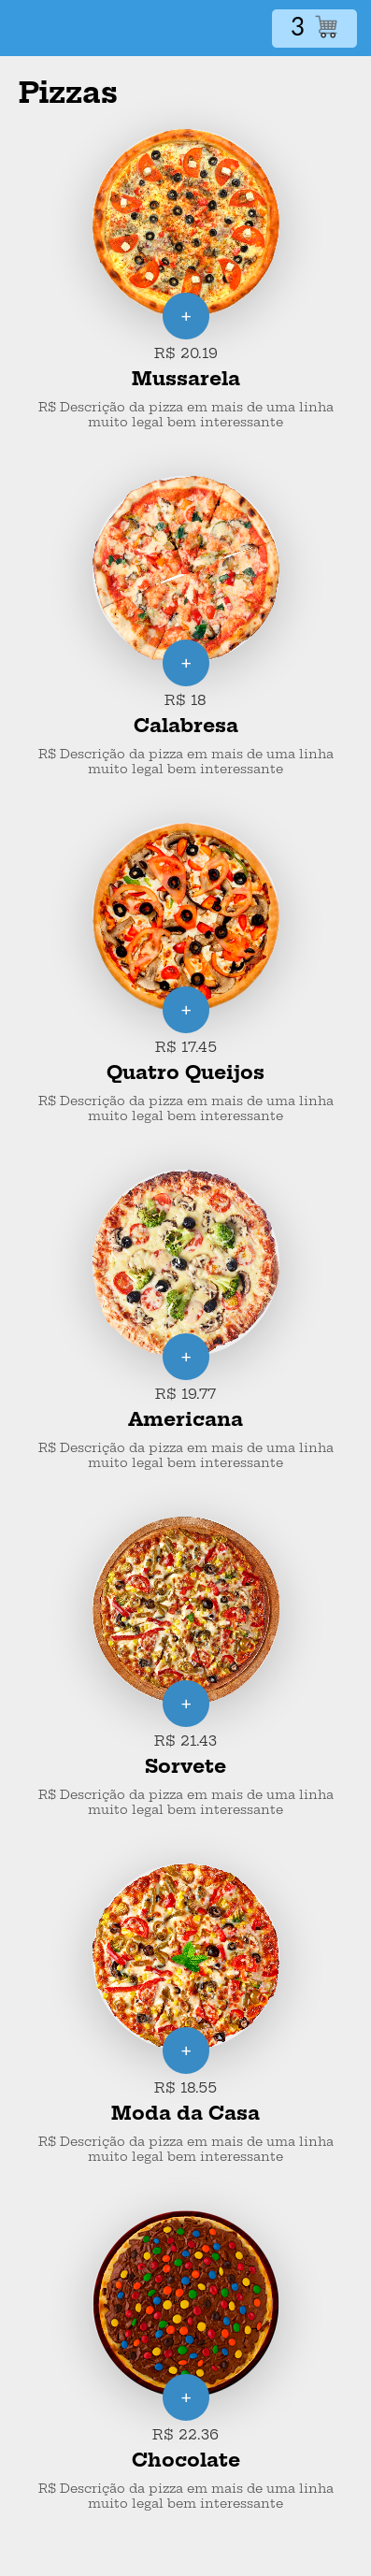 3
Pizzas
+
R$ 20.19
Mussarela
R$ Descrição da pizza em mais de uma linha
muito legal bem interessante
+
R$ 18
Calabresa
R$ Descrição da pizza em mais de uma linha
muito legal bem interessante
+
R$ 17.45
Quatro Queijos
R$ Descrição da pizza em mais de uma linha
muito legal bem interessante
+
R$ 19.77
Americana
R$ Descrição da pizza em mais de uma linha
muito legal bem interessante
+
R$ 21.43
Sorvete
R$ Descrição da pizza em mais de uma linha
muito legal bem interessante
+
R$ 18.55
Moda da Casa
R$ Descrição da pizza em mais de uma linha
muito legal bem interessante
+
R$ 22.36
Chocolate
R$ Descrição da pizza em mais de uma linha
muito legal bem interessante